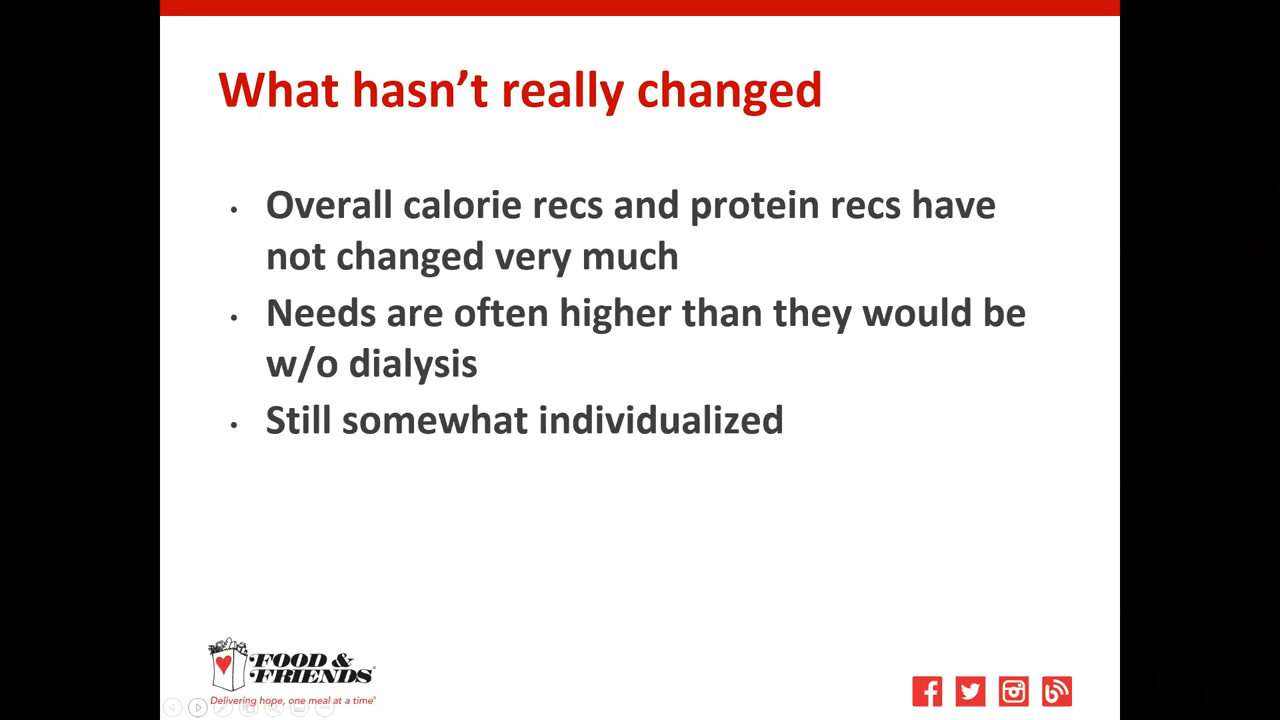 What hasn’t really changed
• Overall calorie recs and protein recs have
not changed very much
• Needs are often higher than they would be
w/o dialysis
• Still somewhat individualized
FOOD &
FRIENDS
Delivering hope, one meal at a time